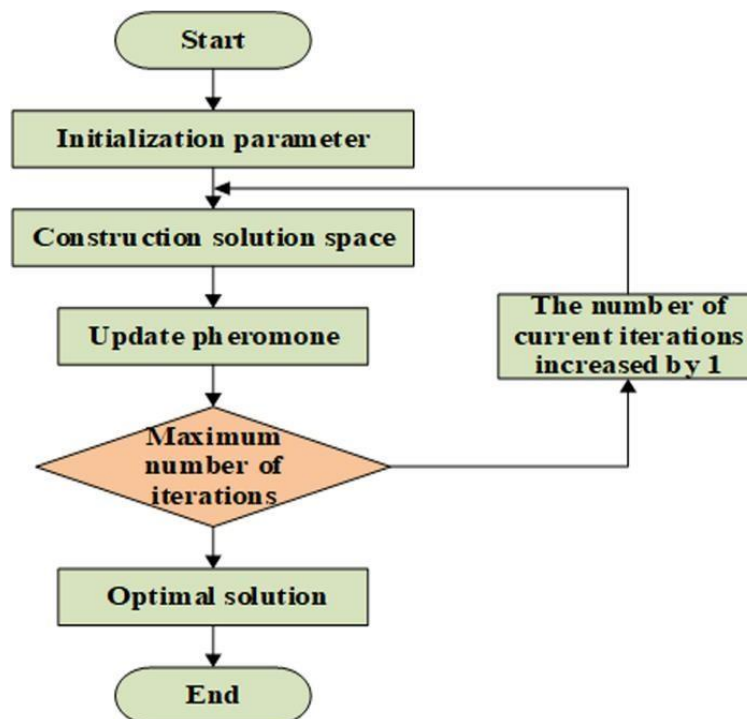 Start
Initialization parameter
Construction solution space
Update pheromone
The number of
current iterations
increased by 1
Maximum
number of
iterations
Optimal solution
End